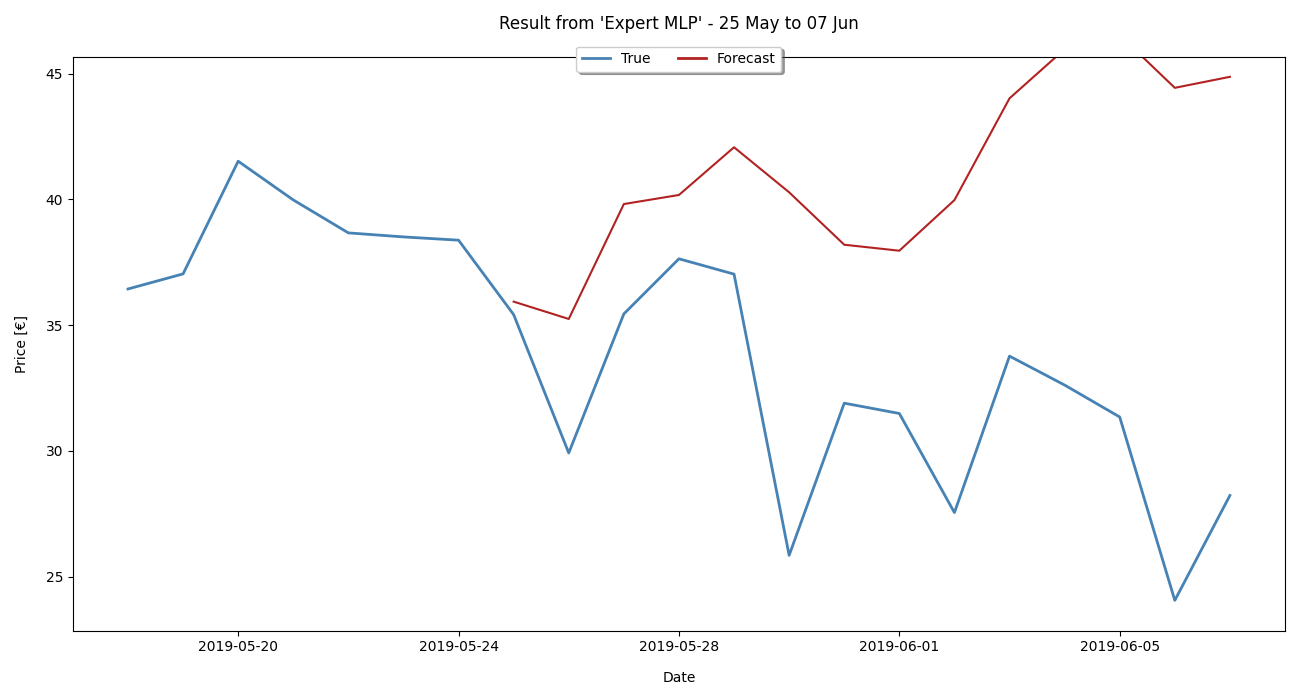 Result from 'Expert MLP' - 25 May to 07 Jun
True Forecast
45
40
35
30
25
Price [€]
2019-05-20 2019-05-24 2019-05-28 2019-06-01 2019-06-05
Date